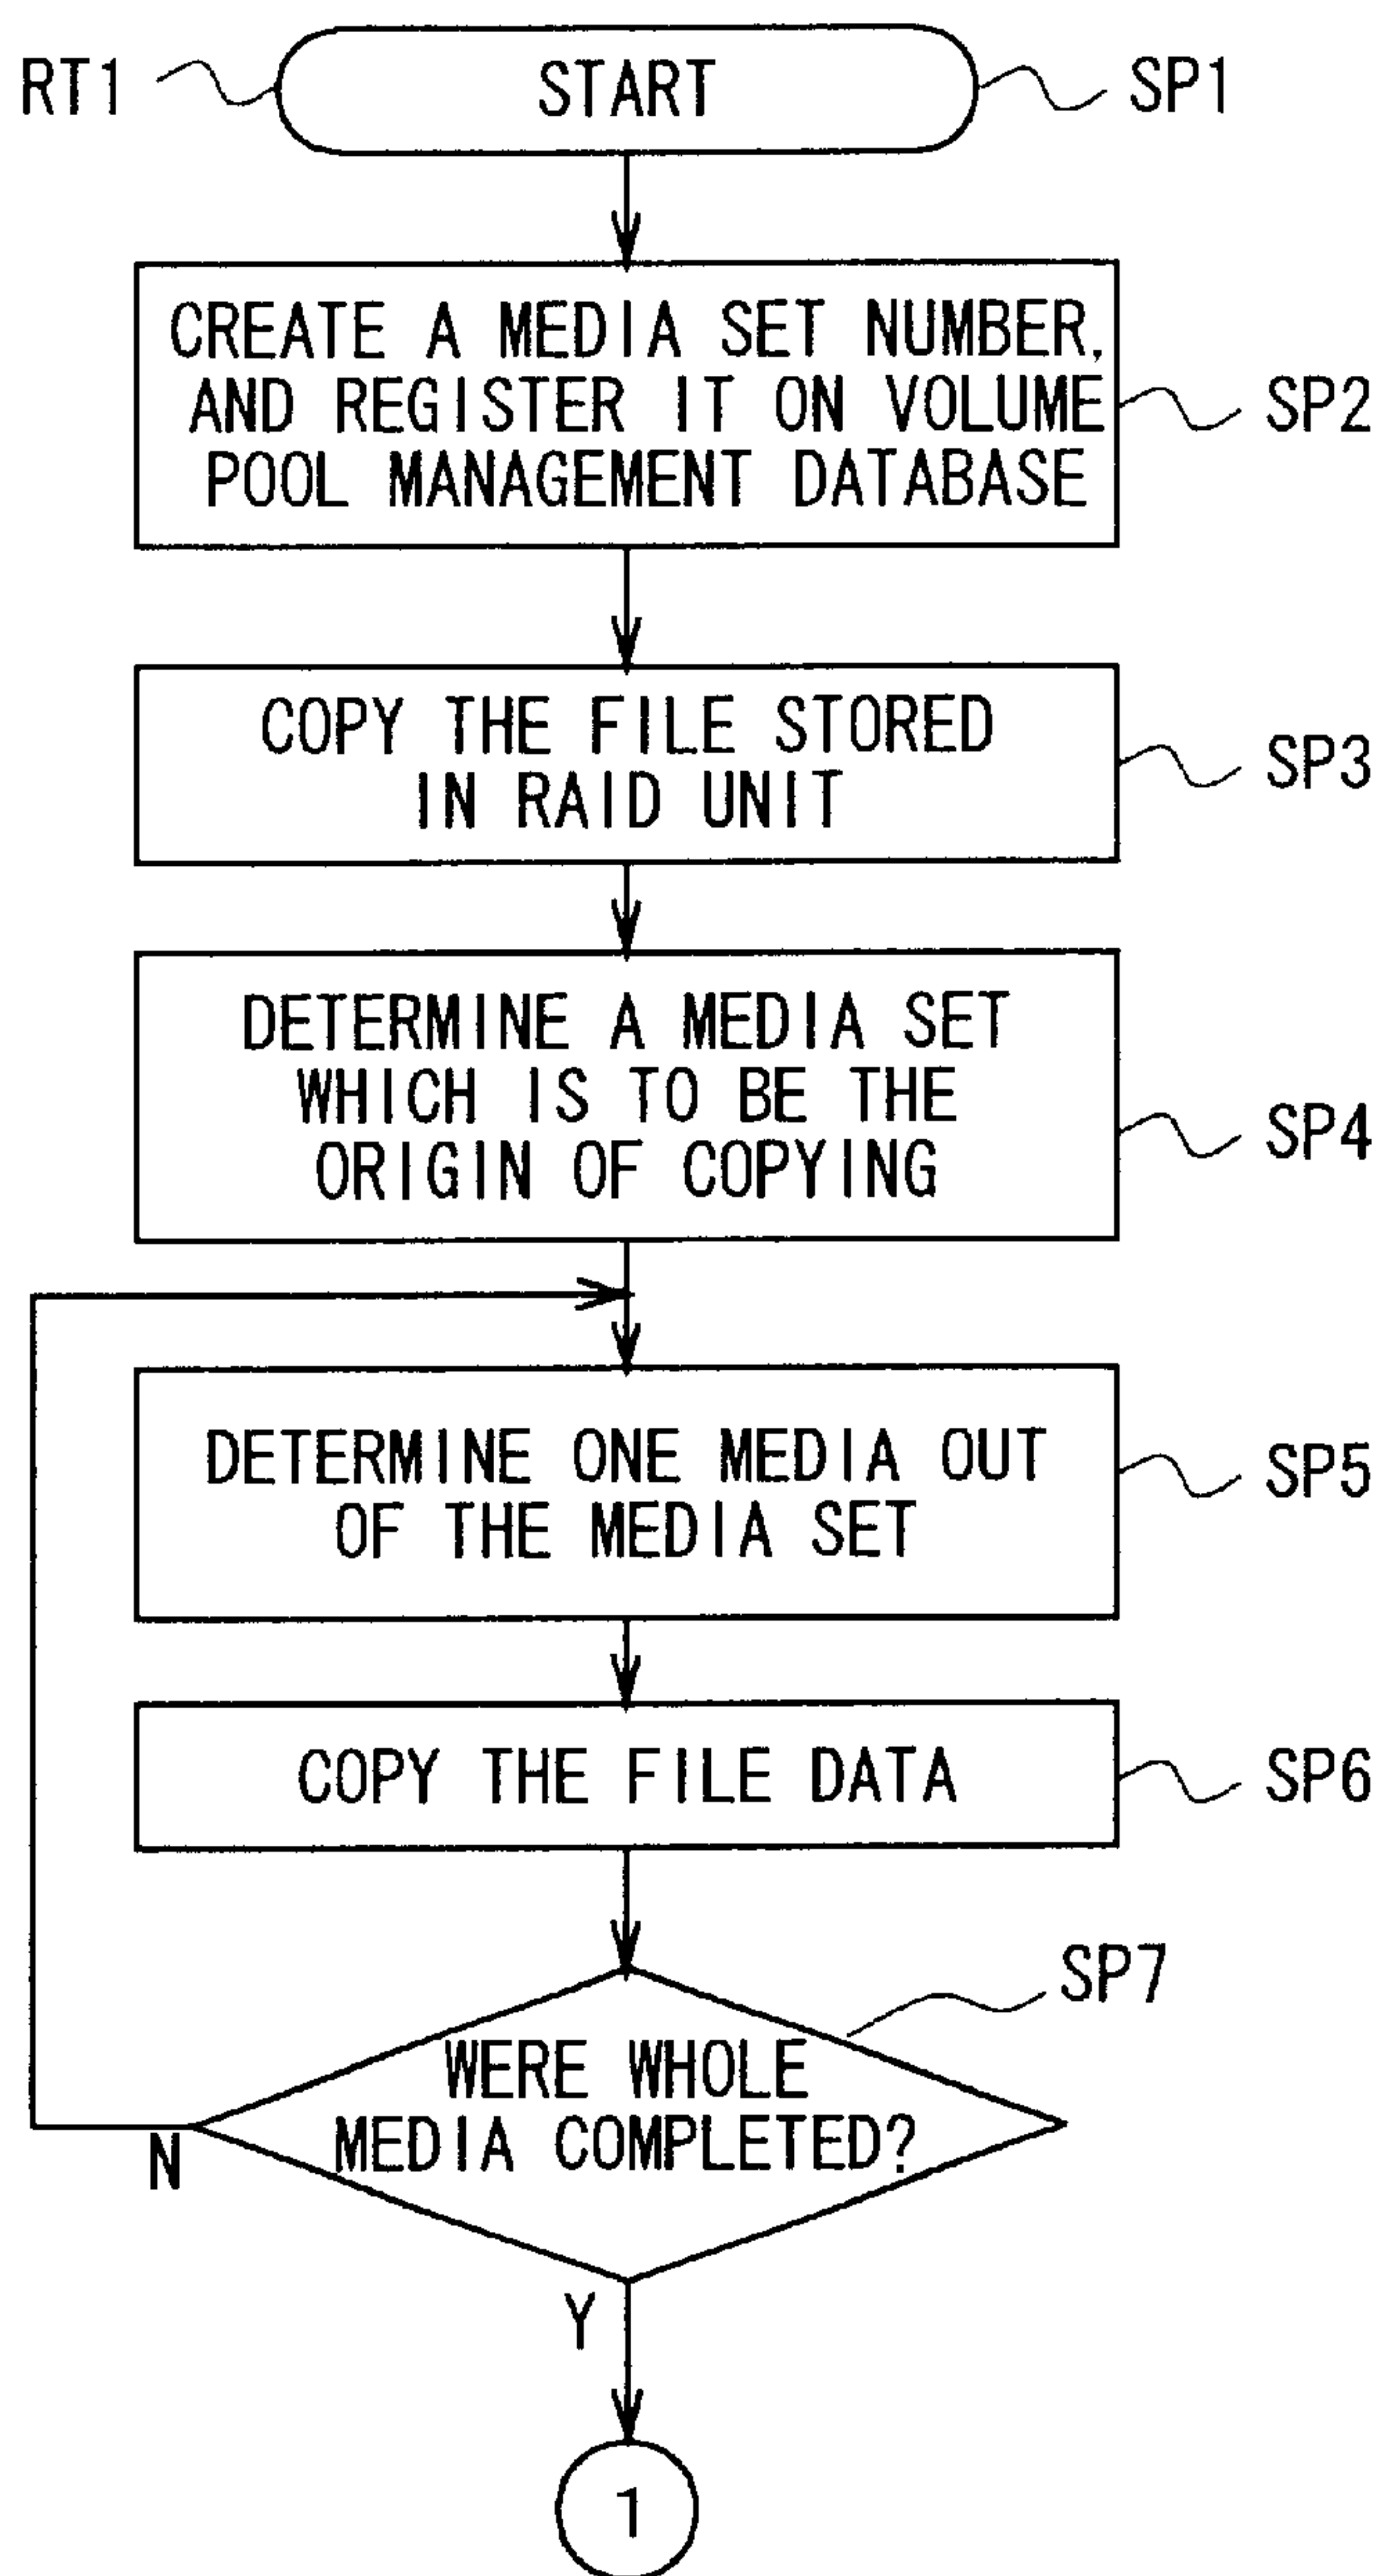 RT1
START
SP1
CREATE A MEDIA SET NUMBER,
AND REGISTER IT ON VOLUME
POOL MANAGEMENT DATABASE
SP2
COPY THE FILE STORED
IN RAID UNIT
SP3
DETERMINE A MEDIA SET
WHICH IS TO BE THE
ORIGIN OF COPYING
SP4
DETERMINE ONE MEDIA OUT
OF THE MEDIA SET
SP5
COPY THE FILE DATA
SP6
SP7
WERE WHOLE
MEDIA COMPLETED?
N
Y
1